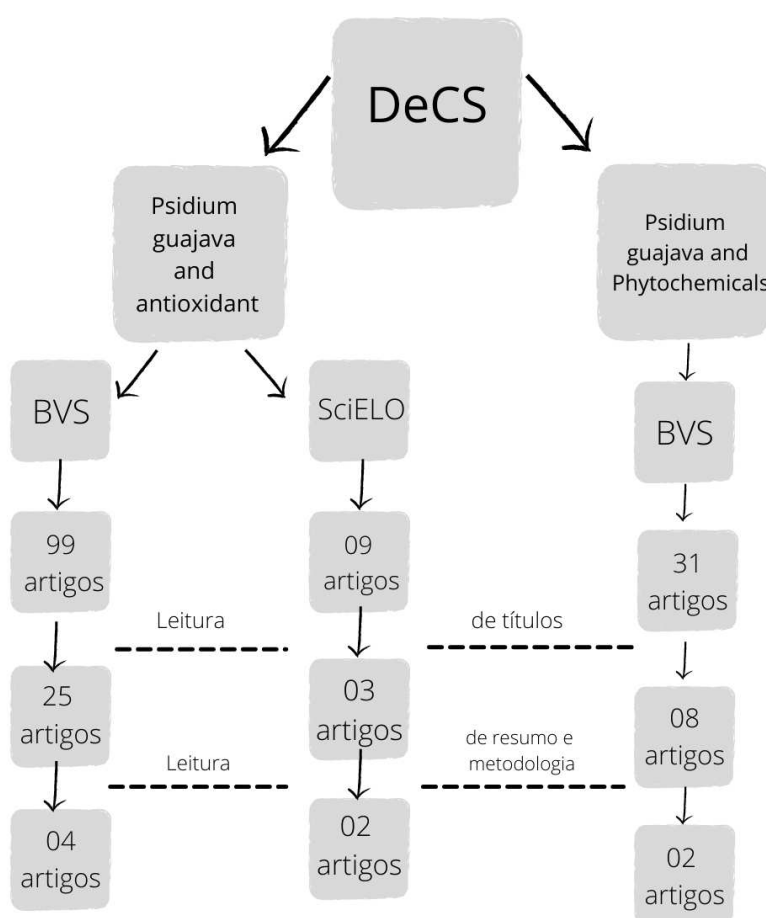 DeCS
Psidium
guajava
and
antioxidant
Psidium
guajava and
Phytochemicals
BVS
SciELO
BVS
99
artigos
09
artigos
31
artigos
Leitura
de títulos
25
artigos
03
artigos
08
artigos
Leitura
de resumo e
metodologia
04
artigos
02
artigos
02
artigos